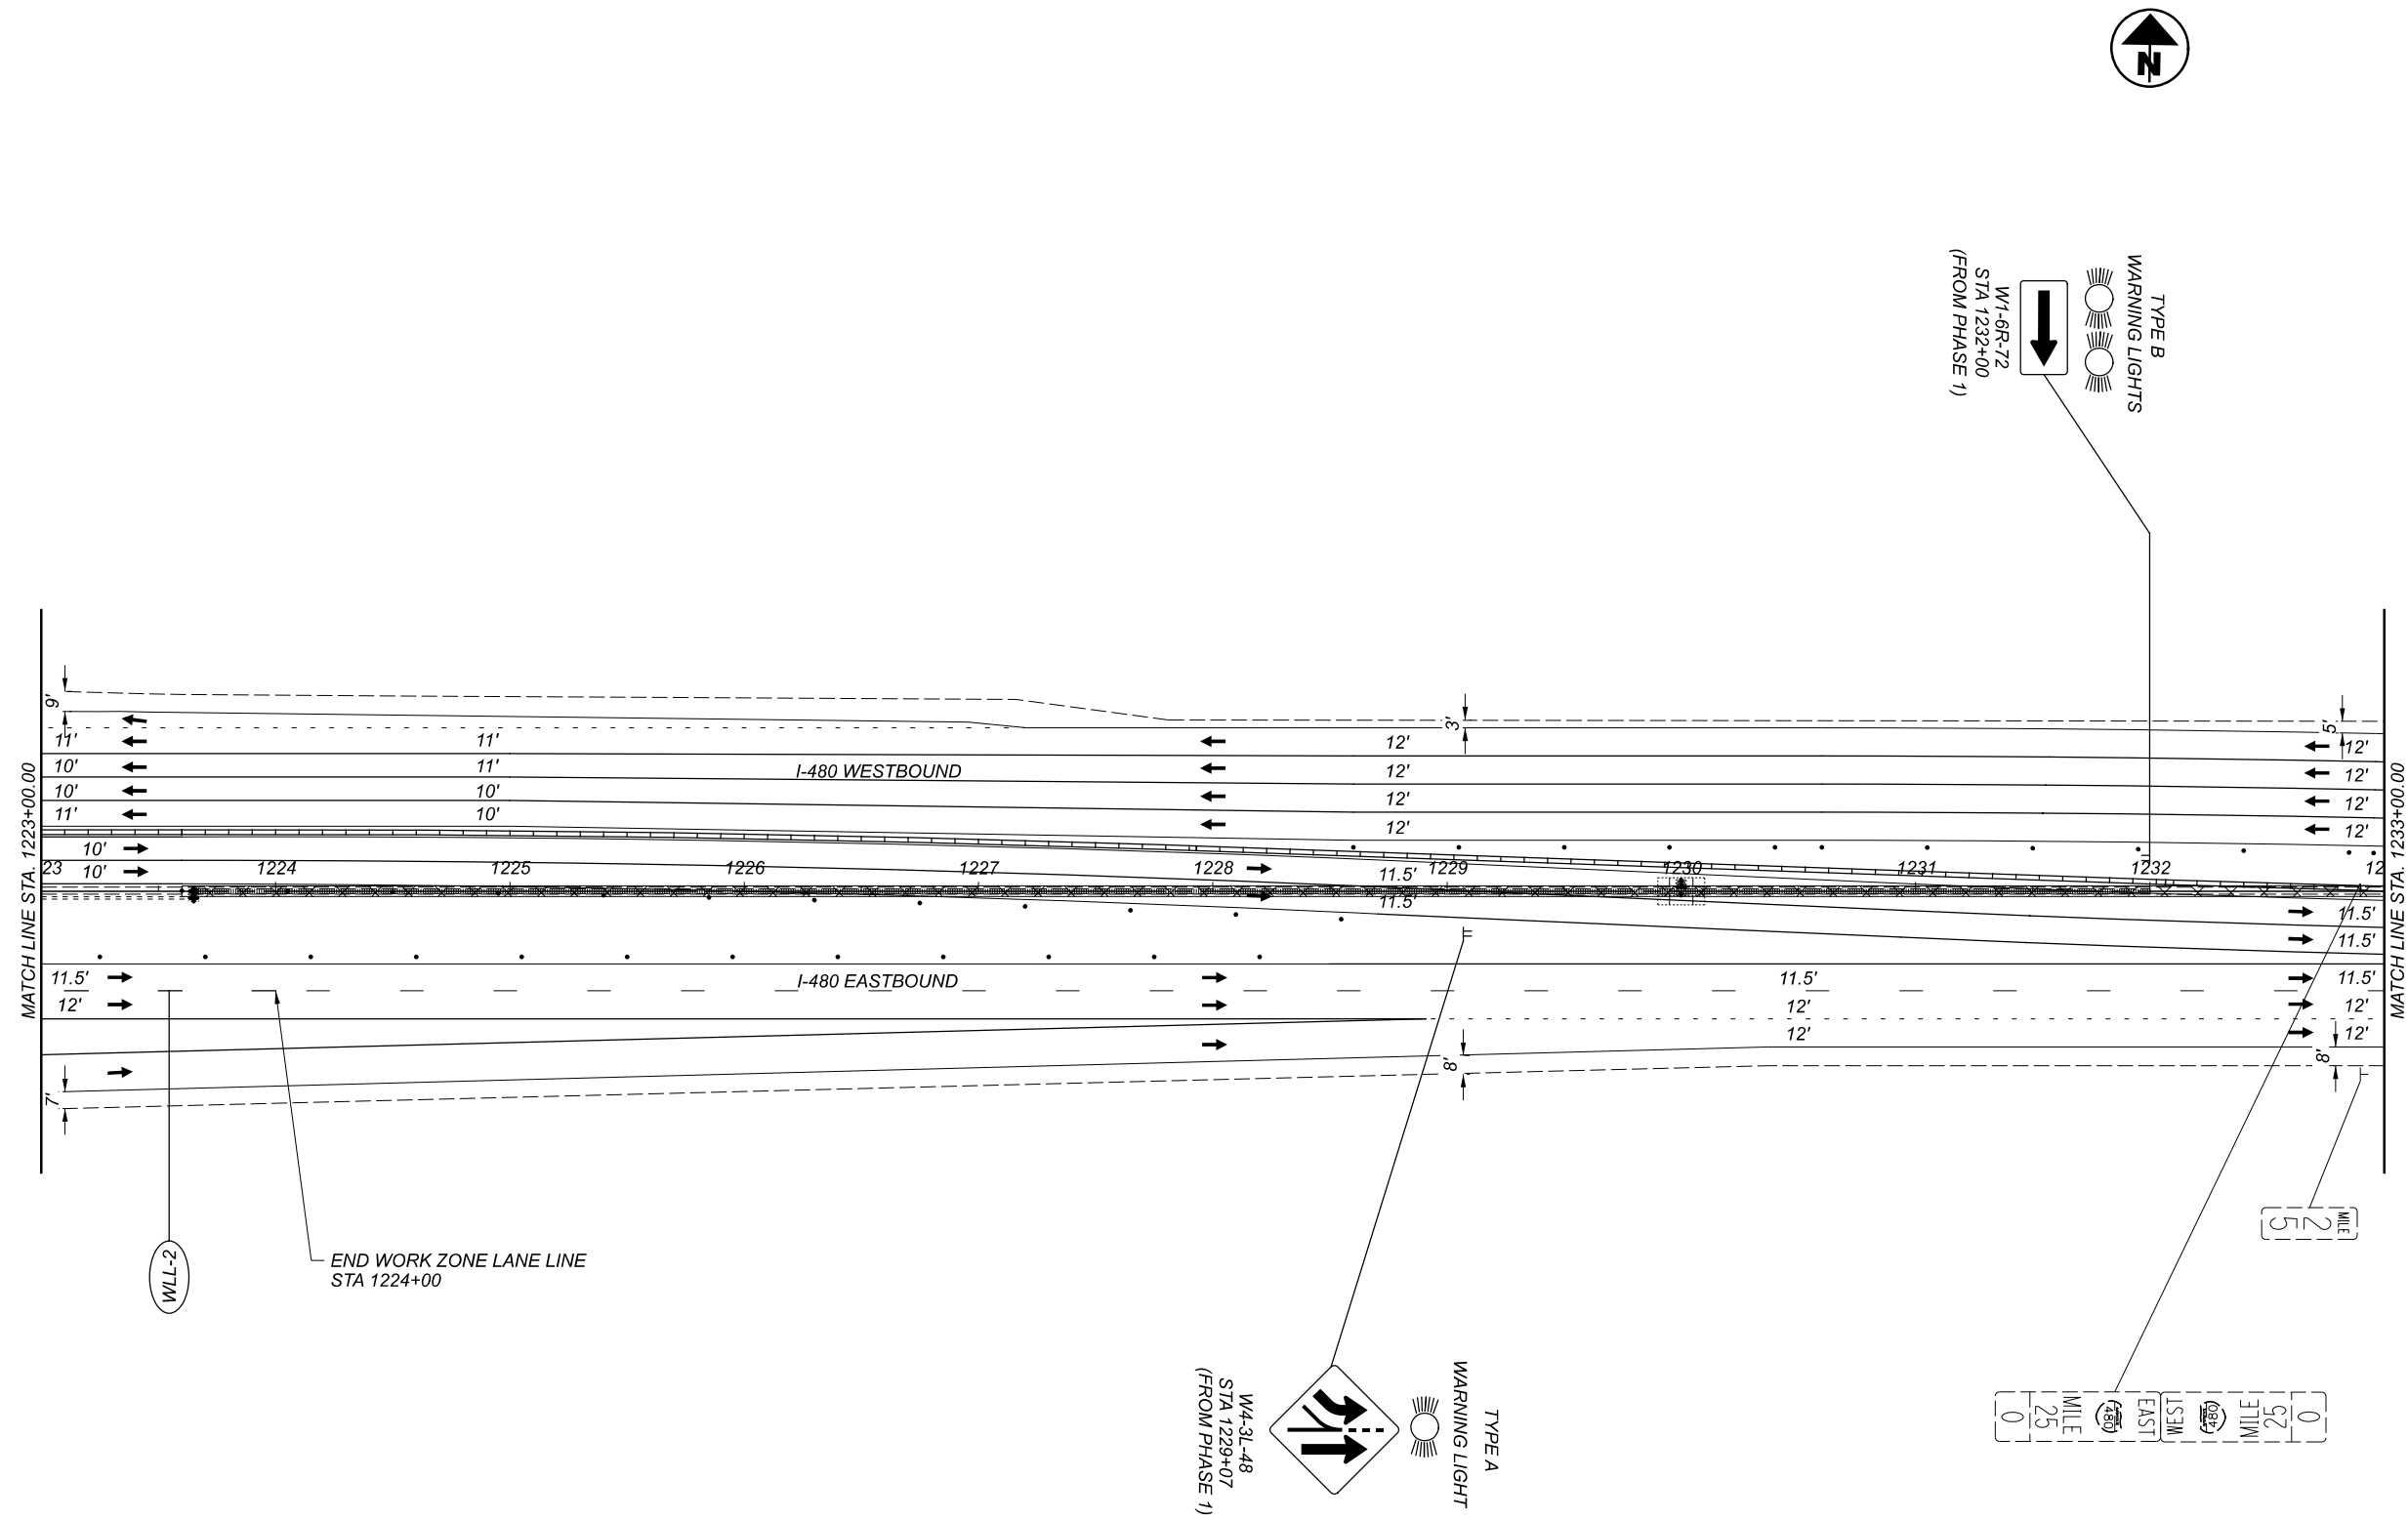 N
TYPE B
WARNING LIGHTS
W1-6R-72
STA 1232+00
(FROM PHASE 1)
MATCH LINE STA. 1223+00.00
MATCH LINE STA. 1233+00.00
9'
3'
5'
11'
11'
12'
12'
10'
11'
I-480 WESTBOUND
12'
12'
10'
10'
12'
12'
11'
10'
12'
12'
10'
23
1224
1225
1226
1227
1228
1229
1230
1231
1232
12
10'
11.5'
11.5'
11.5'
11.5'
11.5'
I-480 EASTBOUND
11.5'
11.5'
12'
12'
12'
12'
12'
7'
8'
8'
WLL-2
END WORK ZONE LANE LINE
STA 1224+00
TYPE A
WARNING LIGHT
W4-3L-48
STA 1229+07
(FROM PHASE 1)
MILE
2
5
EAST
480
MILE
25
0
WEST
480
MILE
25
0